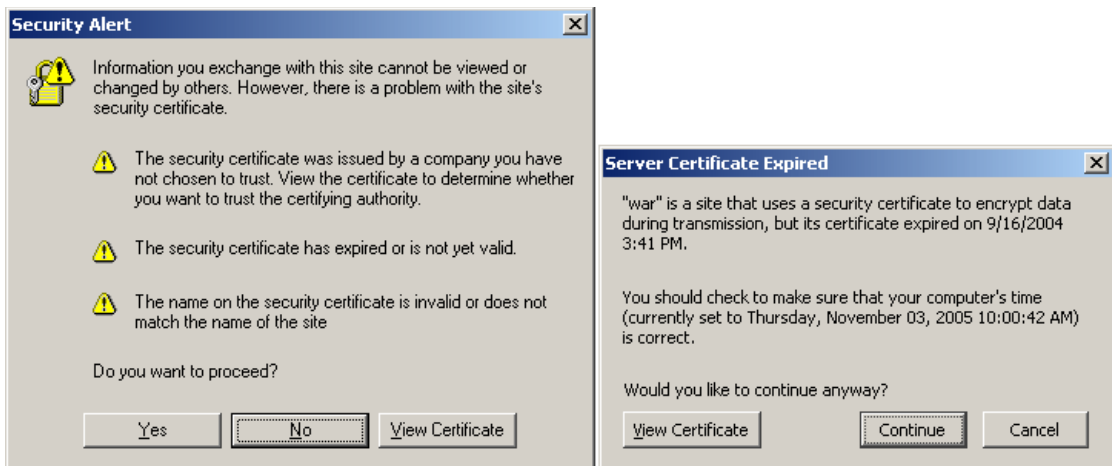 Security Alert
Information you exchange with this site cannot be viewed or
changed by others. However, there is a problem with the site's
security certificate.
The security certificate was issued by a company you have
not chosen to trust. View the certificate to determine whether
you want to trust the certifying authority.
The security certificate has expired or is not yet valid.
The name on the security certificate is invalid or does not
match the name of the site
Do you want to proceed?
Yes
No
View Certificate
Server Certificate Expired
"war" is a site that uses a security certificate to encrypt data
during transmission, but its certificate expired on 9/16/2004
3:41 PM.
You should check to make sure that your computer's time
(currently set to Thursday, November 03, 2005 10:00:42 AM)
is correct.
Would you like to continue anyway?
View Certificate
Continue
Cancel